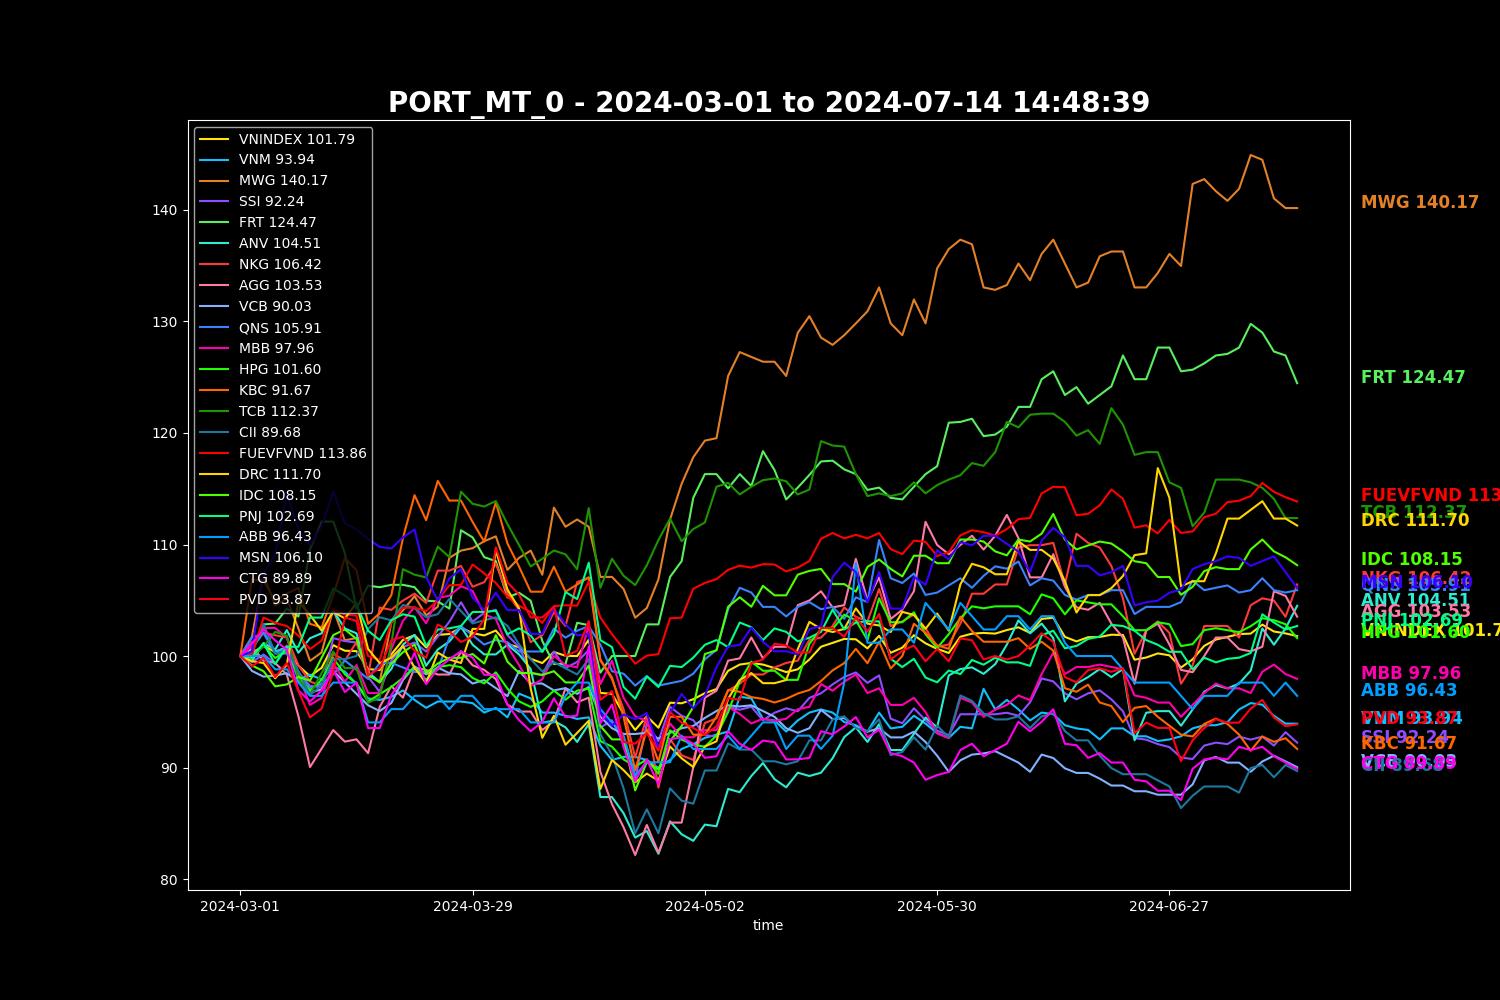 PORT_MT_0 - 2024-03-01 to 2024-07-14 14:48:39
VNINDEX 101.79
VNM 93.94
MWG 140.17
SSI 92.24
FRT 124.47
ANV 104.51
NKG 106.42
AGG 103.53
VCB 90.03
QNS 105.91
MBB 97.96
HPG 101.60
KBC 91.67
TCB 112.37
CII 89.68
FUEFVFVND 113.86
DRC 111.70
IDC 108.15
PNJ 102.69
ABB 96.43
MSN 106.10
CTG 89.89
PVD 93.87
140
130
120
110
100
90
80
2024-03-01
2024-03-29
2024-05-02
2024-05-30
2024-06-27
time
MWG 140.17
FRT 124.47
FUEVFVND 113
TCB 112.37
DRC 111.70
IDC 108.15
ANV 104.51
AGG 103.53
PNJ 102.69
MBB 97.96
ABB 96.43
SSI 92.24
KBC 91.67